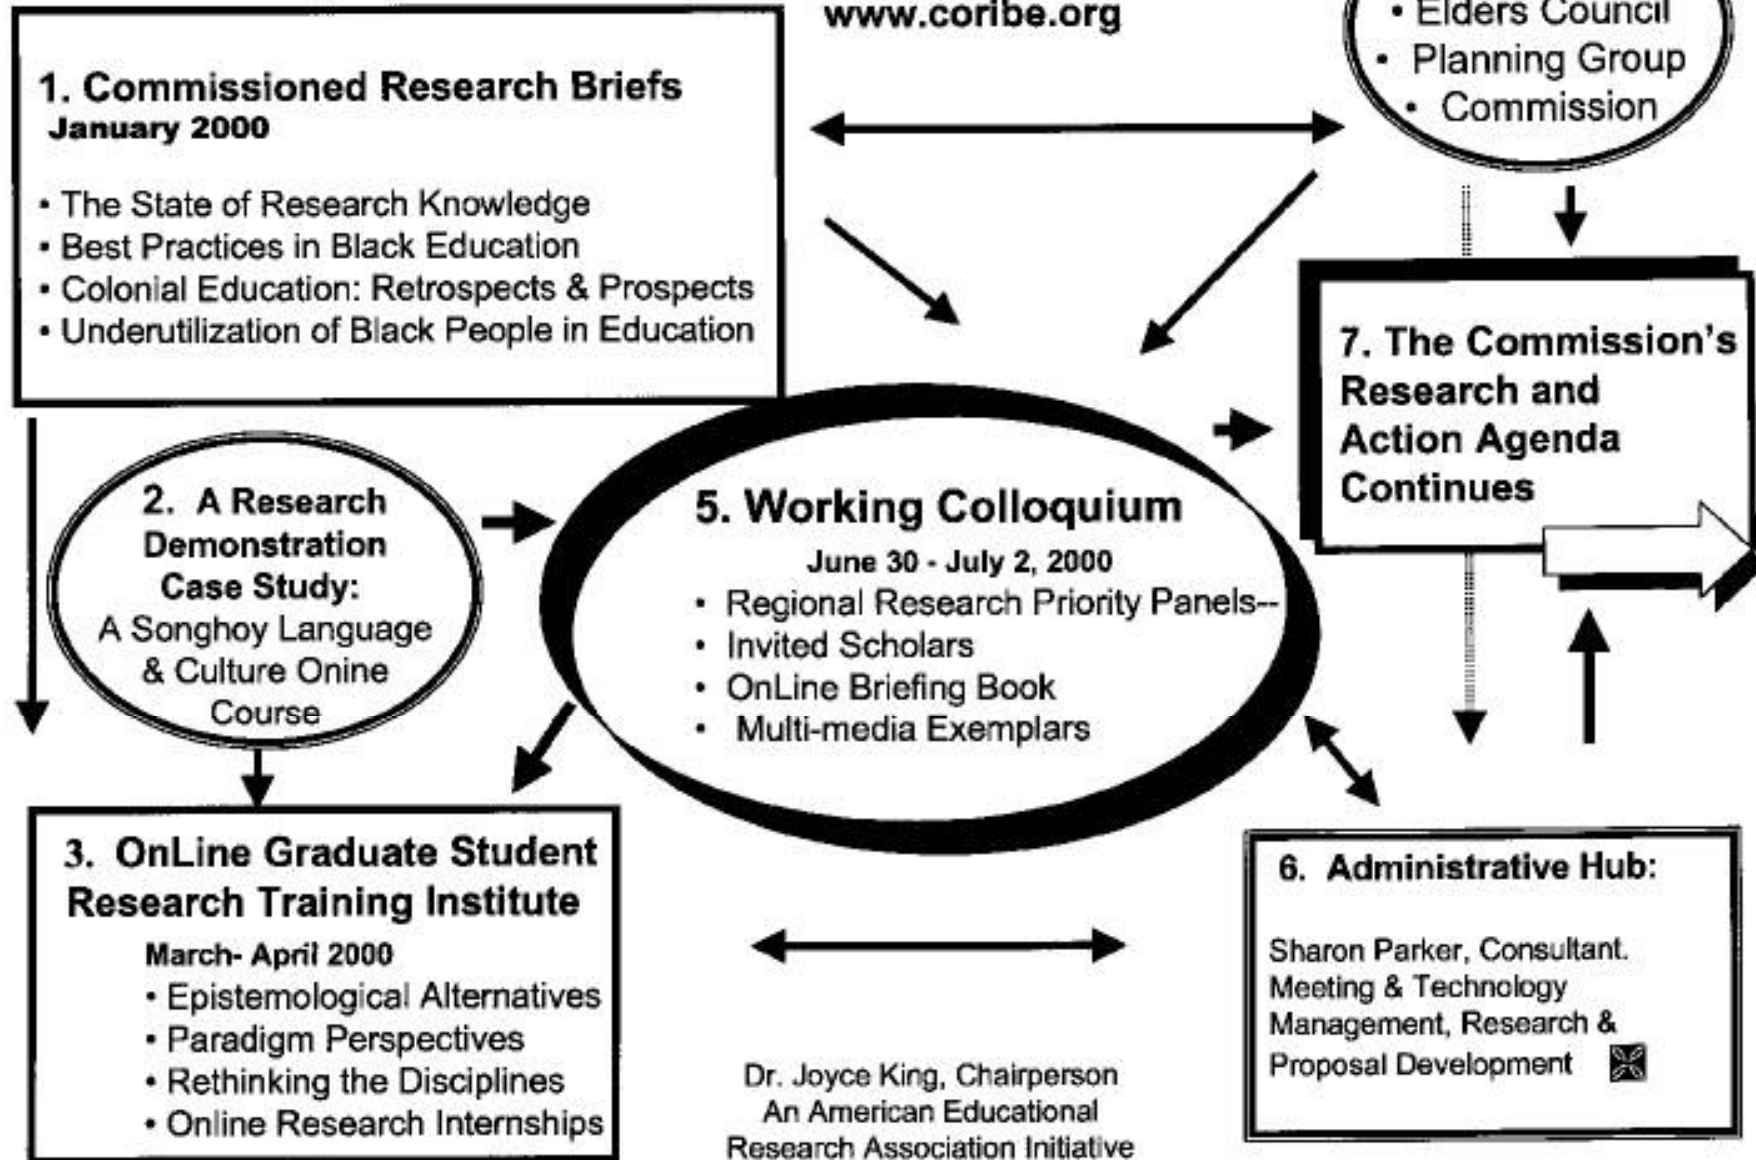 www.coribe.org
• Elders Council
• Planning Group
• Commission
1. Commissioned Research Briefs
January 2000
• The State of Research Knowledge
• Best Practices in Black Education
• Colonial Education: Retrospects & Prospects
• Underutilization of Black People in Education
2. A Research
Demonstration
Case Study:
A Songhoy Language
& Culture Onine
Course
3. OnLine Graduate Student
Research Training Institute
March- April 2000
• Epistemological Alternatives
• Paradigm Perspectives
• Rethinking the Disciplines
• Online Research Internships
5. Working Colloquium
June 30 - July 2, 2000
• Regional Research Priority Panels--
• Invited Scholars
• OnLine Briefing Book
• Multi-media Exemplars
7. The Commission's
Research and
Action Agenda
Continues
6. Administrative Hub:
Sharon Parker, Consultant.
Meeting & Technology
Management, Research &
Proposal Development
Dr. Joyce King, Chairperson
An American Educational
Research Association Initiative